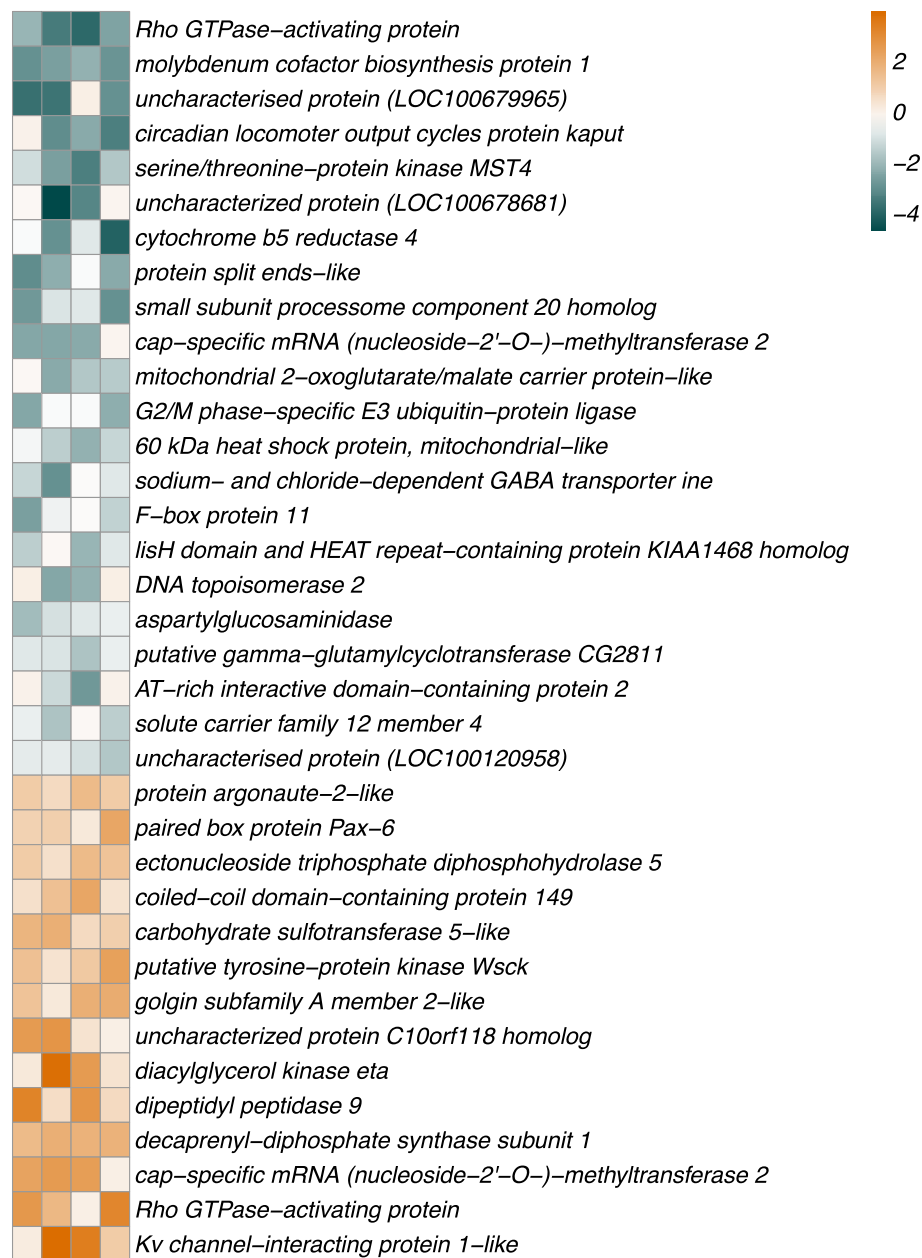 Rho GTPase−activating protein
molybdenum cofactor biosynthesis protein 1
uncharacterised protein (LOC100679965)
circadian locomoter output cycles protein kaput
serine/threonine−protein kinase MST4
uncharacterized protein (LOC100678681)
cytochrome b5 reductase 4
protein split ends−like
small subunit processome component 20 homolog
cap−specific mRNA (nucleoside−2'−O−)−methyltransferase 2
mitochondrial 2−oxoglutarate/malate carrier protein−like
G2/M phase−specific E3 ubiquitin−protein ligase
60 kDa heat shock protein, mitochondrial−like
sodium− and chloride−dependent GABA transporter ine
F−box protein 11
lisH domain and HEAT repeat−containing protein KIAA1468 homolog
DNA topoisomerase 2
aspartylglucosaminidase
putative gamma−glutamylcyclotransferase CG2811
AT−rich interactive domain−containing protein 2
solute carrier family 12 member 4
uncharacterised protein (LOC100120958)
protein argonaute−2−like
paired box protein Pax−6
ectonucleoside triphosphate diphosphohydrolase 5
coiled−coil domain−containing protein 149
carbohydrate sulfotransferase 5−like
putative tyrosine−protein kinase Wsck
golgin subfamily A member 2−like
uncharacterized protein C10orf118 homolog
diacylglycerol kinase eta
dipeptidyl peptidase 9
decaprenyl−diphosphate synthase subunit 1
cap−specific mRNA (nucleoside−2'−O−)−methyltransferase 2
Rho GTPase−activating protein
Kv channel−interacting protein 1−like
2
0
−2
−4